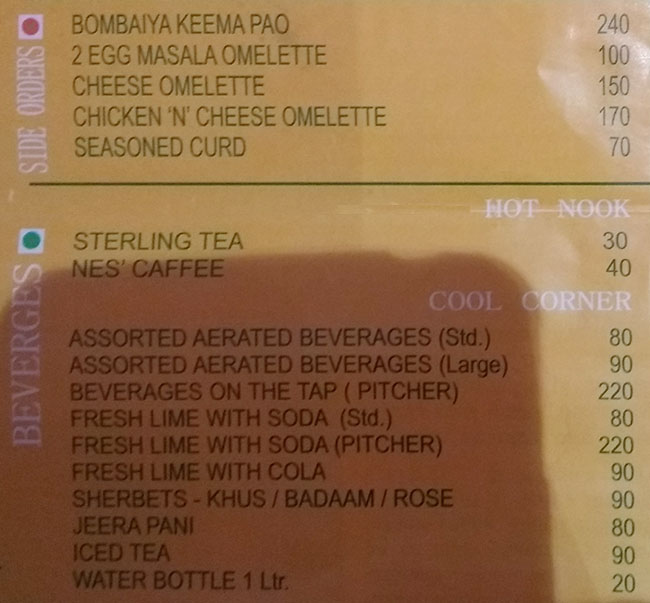 SIDE ORDERS
BOMBAIYA KEEMA PAO 240
2 EGG MASALA OMELETTE 100
CHEESE OMELETTE 150
CHICKEN 'N' CHEESE OMELETTE 170
SEASONED CURD 70
HOT NOOK
BEVERGES
STERLING TEA 30
NES' CAFFEE 40
COOL CORNER
ASSORTED AERATED BEVERAGES (Std.) 80
ASSORTED AERATED BEVERAGES (Large) 90
BEVERAGES ON THE TAP ( PITCHER) 220
FRESH LIME WITH SODA (Std.) 80
FRESH LIME WITH SODA (PITCHER) 220
FRESH LIME WITH COLA 90
SHERBETS - KHUS / BADAAM / ROSE 90
JEERA PANI 80
ICED TEA 90
WATER BOTTLE 1 Ltr. 20